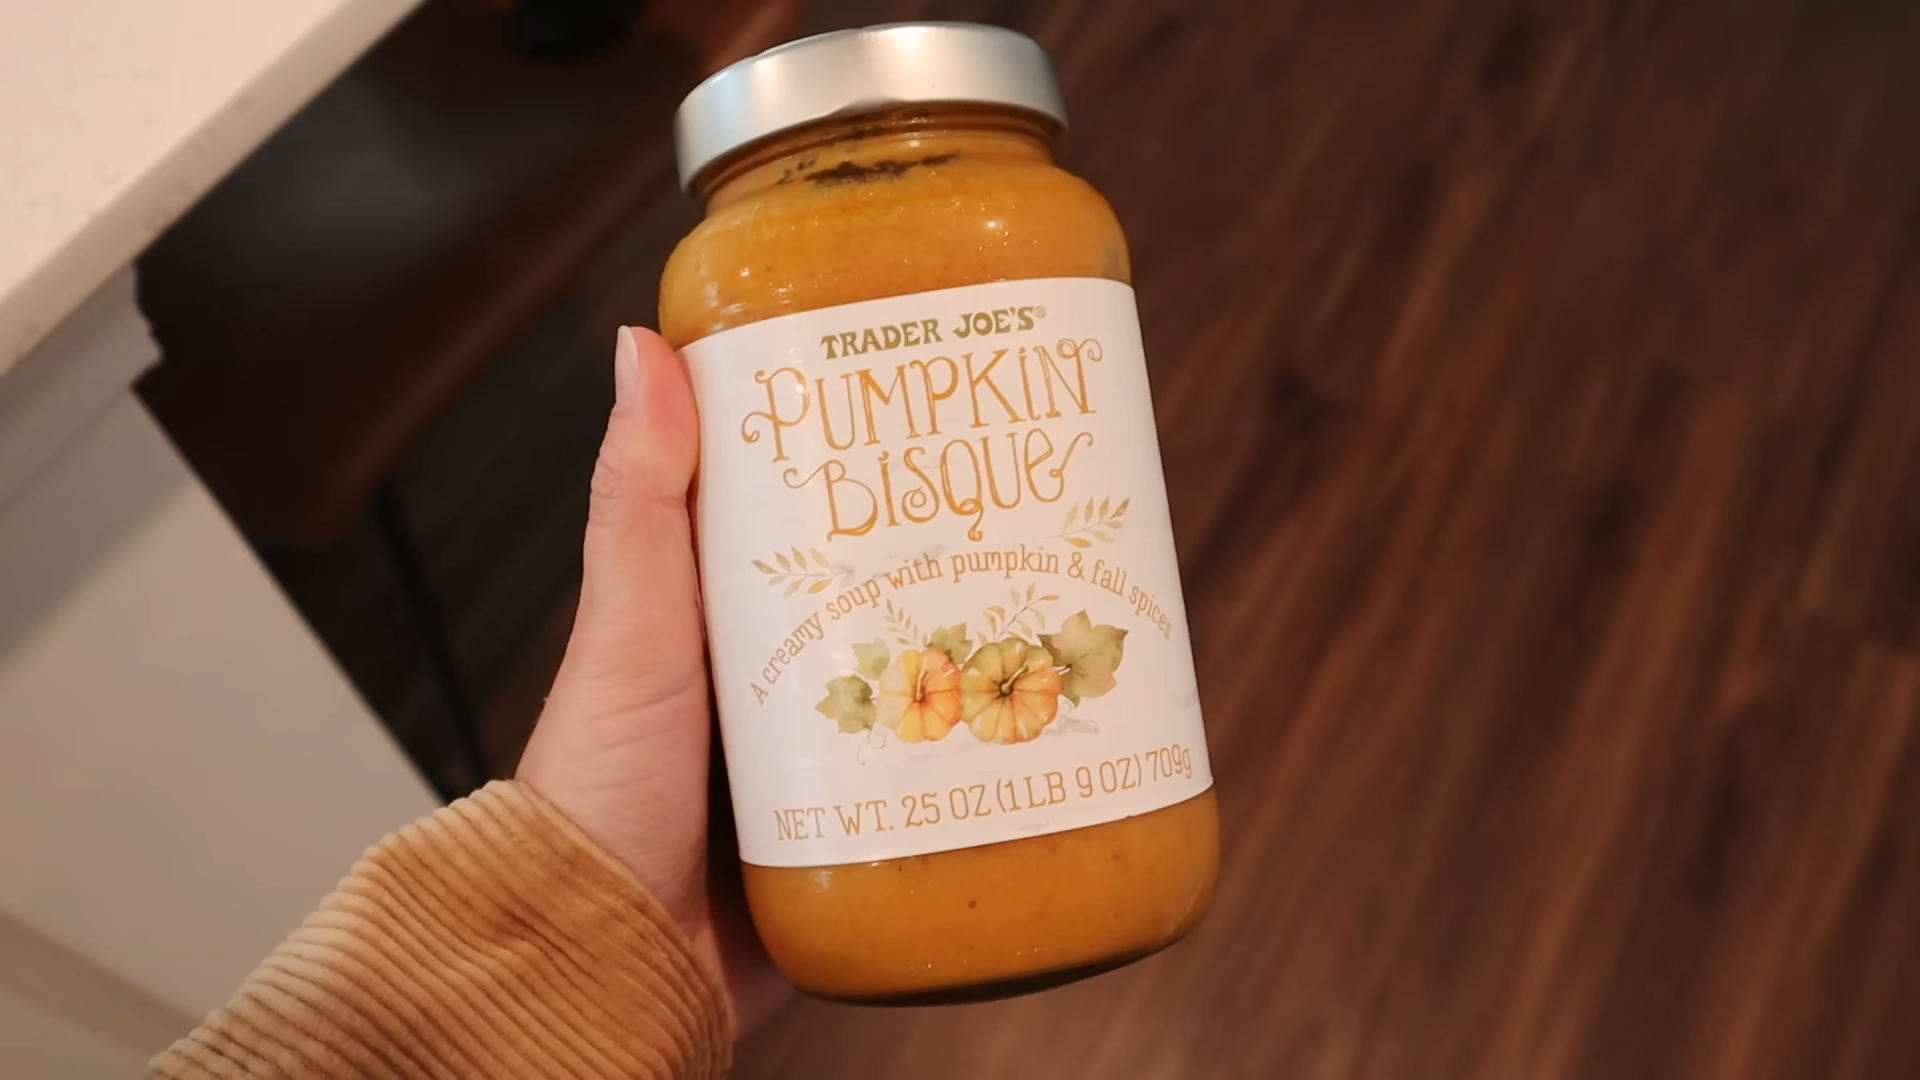 TRADER JOE'S®
PUMPKIN
BISQUE
A creamy soup with pumpkin & fall spices
NET WT. 25 OZ (1 LB 9 OZ) 709g